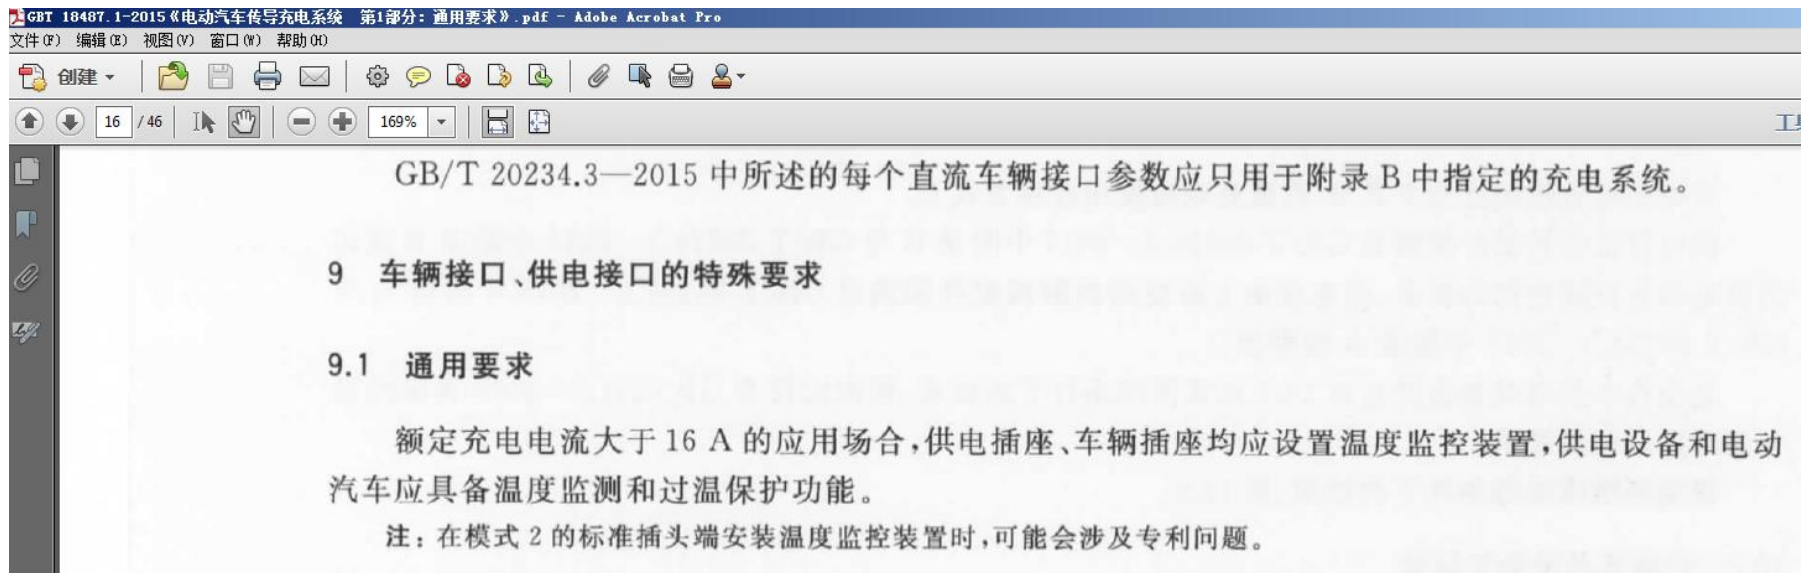 GBT 18487.1-2015《电动汽车传导充电系统 第1部分：通用要求》.pdf - Adobe Acrobat Pro
文件(F) 编辑(E) 视图(V) 窗口(W) 帮助(H)
创建
16 / 46 169%
GB/T 20234.3—2015 中所述的每个直流车辆接口参数应只用于附录 B 中指定的充电系统。
9 车辆接口、供电接口的特殊要求
9.1 通用要求
额定充电电流大于 16 A 的应用场合,供电插座、车辆插座均应设置温度监控装置,供电设备和电动
汽车应具备温度监测和过温保护功能。
注：在模式 2 的标准插头端安装温度监控装置时,可能会涉及专利问题。